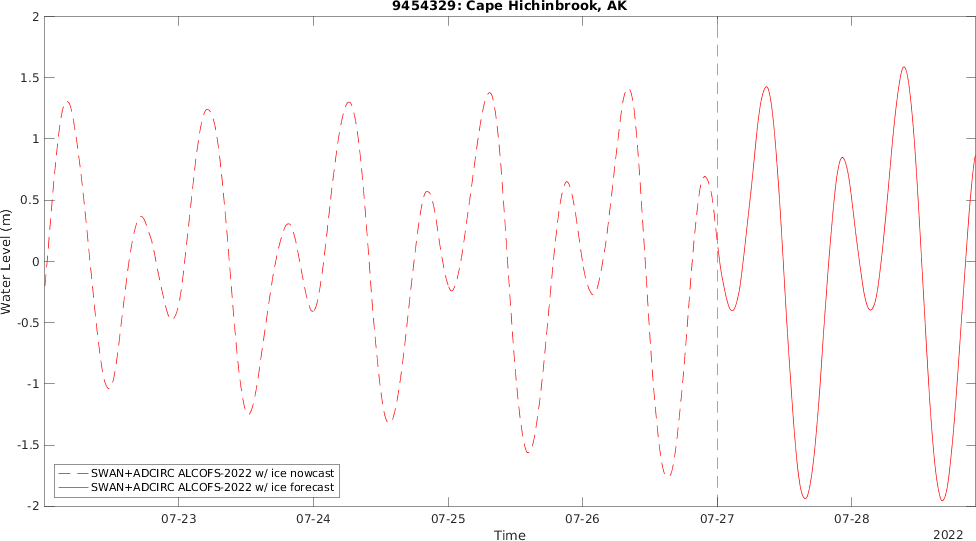 9454329: Cape Hichinbrook, AK
2
1.5
1
0.5
0
-0.5
-1
-1.5
-2
Water Level (m)
SWAN+ADCIRC ALCOFS-2022 w/ ice nowcast
SWAN+ADCIRC ALCOFS-2022 w/ ice forecast
07-23 07-24 07-25 07-26 07-27 07-28
Time
2022